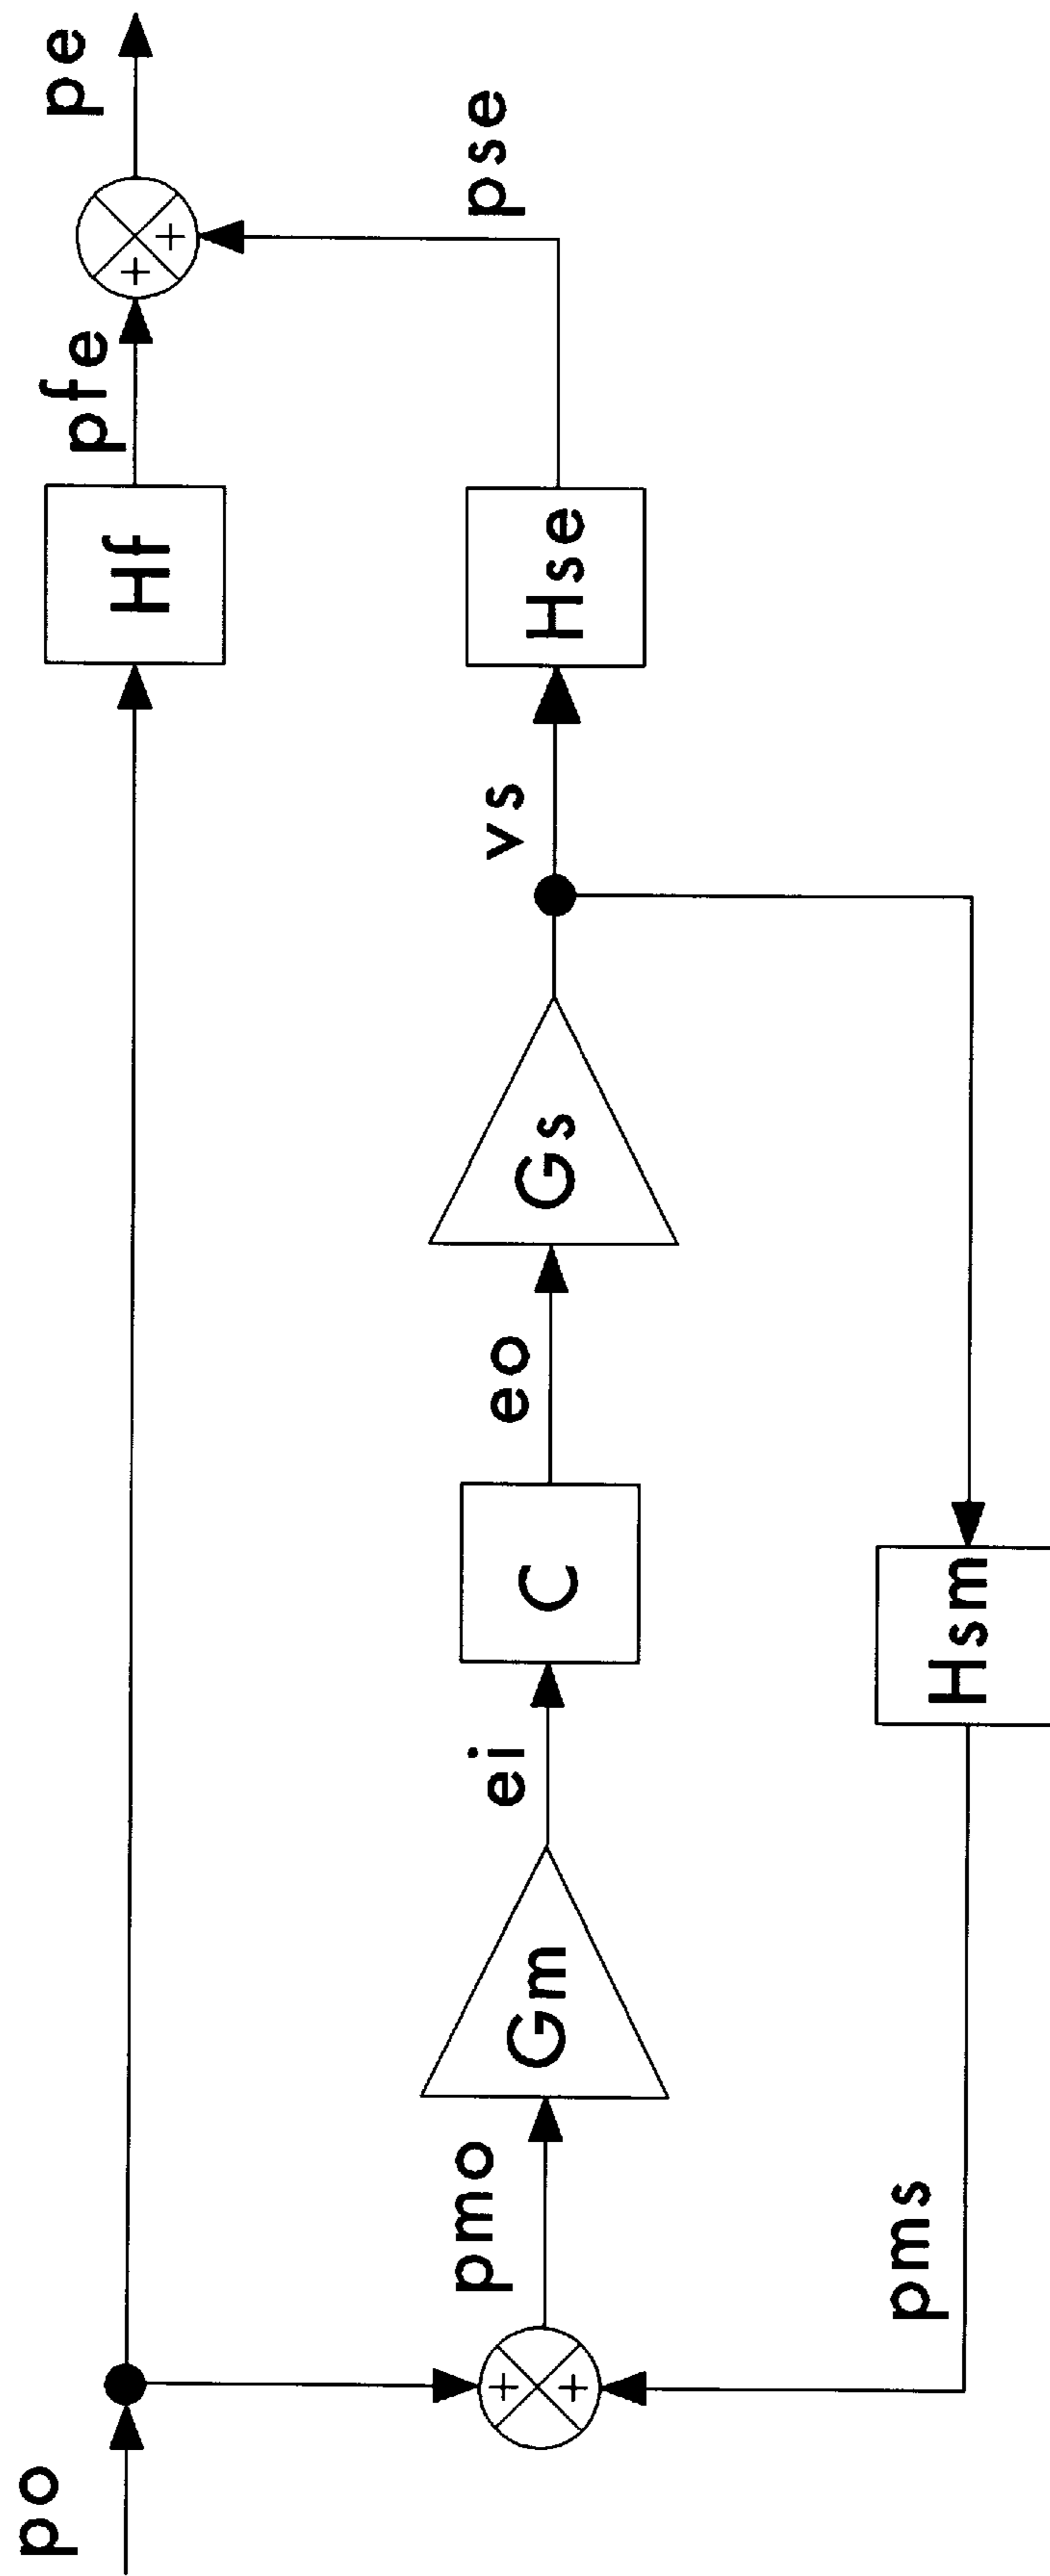 po
Hf
pfe
pe
+
+
pmo
Gm
ei
C
eo
Gs
vs
Hse
pse
+
+
pms
Hsm